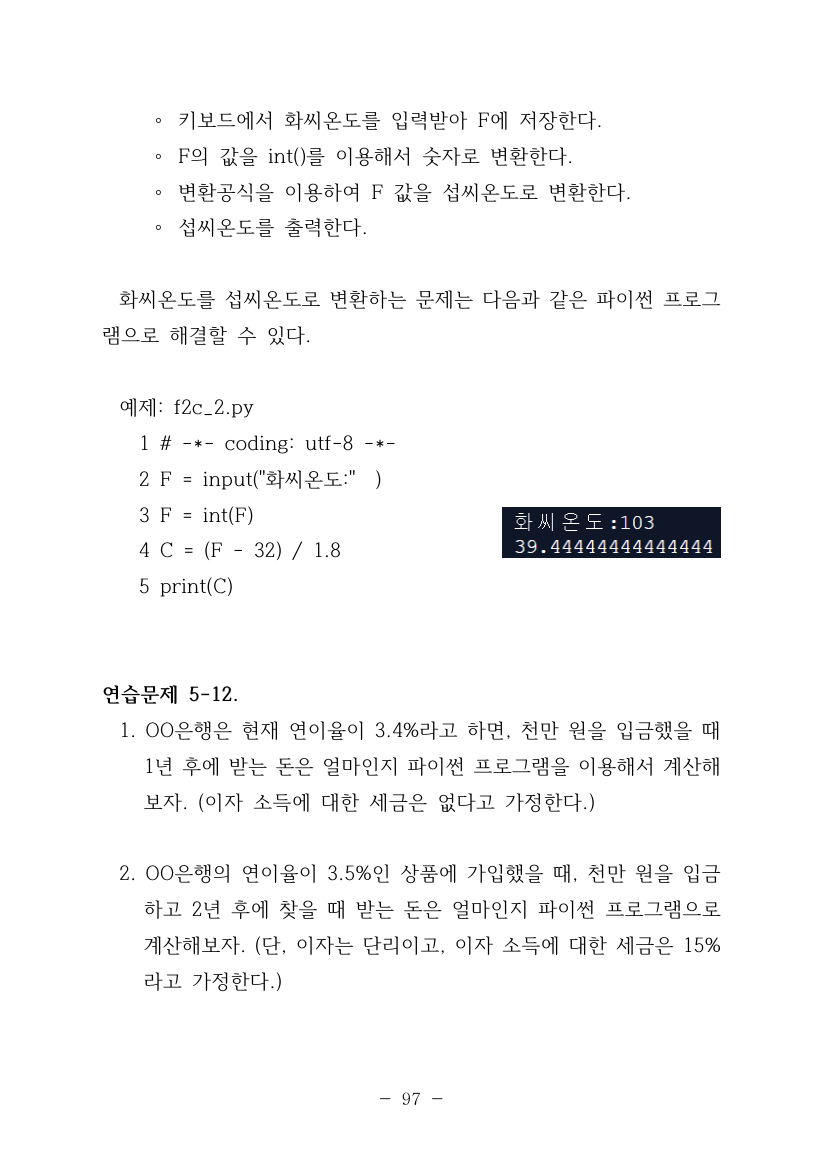 ◦ 키보드에서 화씨온도를 입력받아 F에 저장한다.
◦ F의 값을 int()를 이용해서 숫자로 변환한다.
◦ 변환공식을 이용하여 F 값을 섭씨온도로 변환한다.
◦ 섭씨온도를 출력한다.
화씨온도를 섭씨온도로 변환하는 문제는 다음과 같은 파이썬 프로그
램으로 해결할 수 있다.
예제: f2c_2.py
1 # -*- coding: utf-8 -*-
2 F = input("화씨온도:" )
3 F = int(F)
4 C = (F - 32) / 1.8
5 print(C)
화씨온도:103
39.44444444444444
연습문제 5-12.
1. OO은행은 현재 연이율이 3.4%라고 하면, 천만 원을 입금했을 때
1년 후에 받는 돈은 얼마인지 파이썬 프로그램을 이용해서 계산해
보자. (이자 소득에 대한 세금은 없다고 가정한다.)
2. OO은행의 연이율이 3.5%인 상품에 가입했을 때, 천만 원을 입금
하고 2년 후에 찾을 때 받는 돈은 얼마인지 파이썬 프로그램으로
계산해보자. (단, 이자는 단리이고, 이자 소득에 대한 세금은 15%
라고 가정한다.)
- 97 -